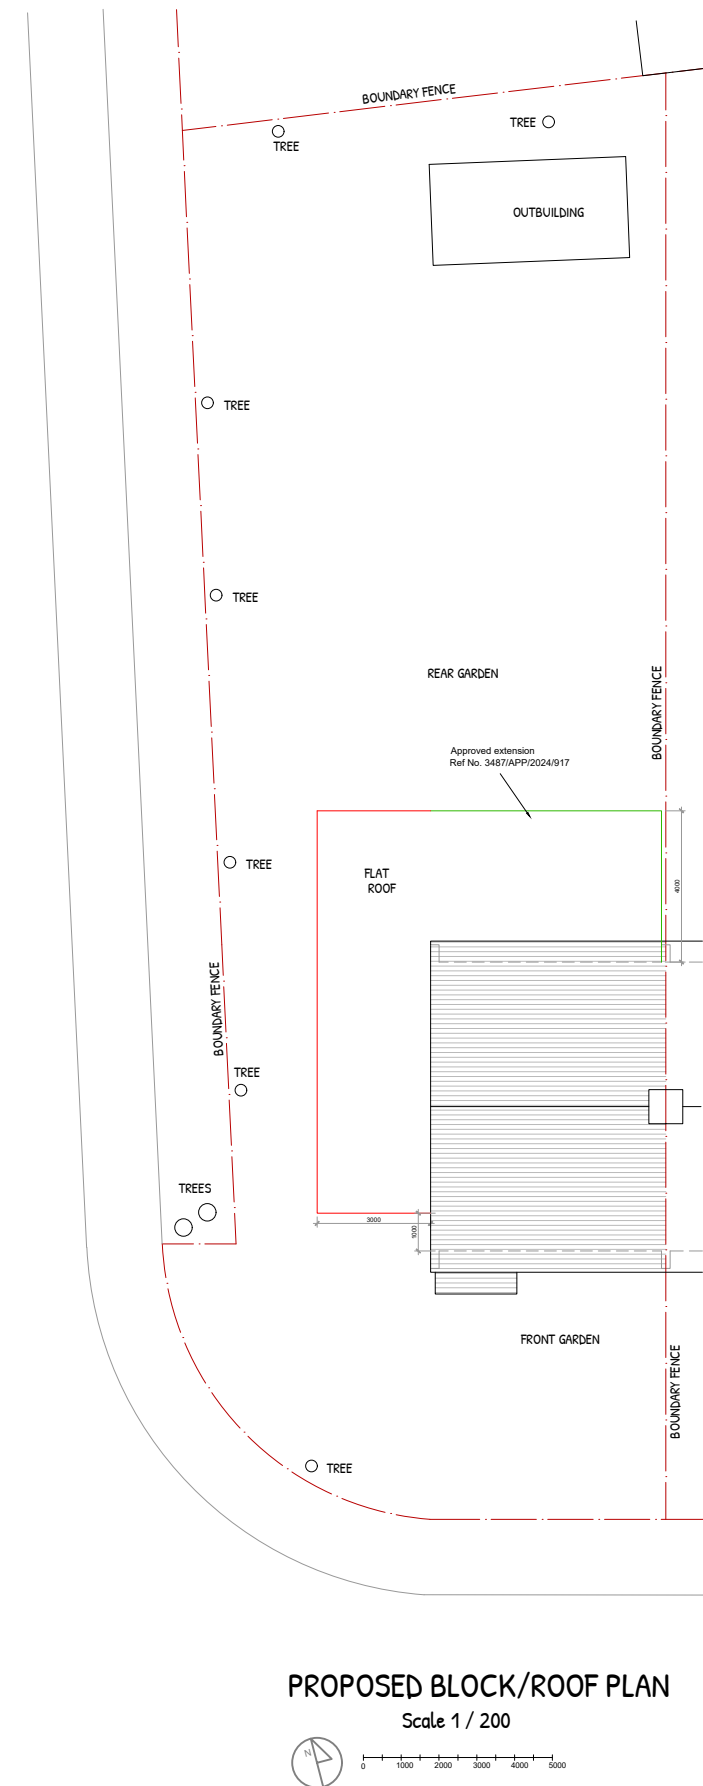 BOUNDARY FENCE
TREE
TREE
OUTBUILDING
TREE
TREE
REAR GARDEN
BOUNDARY FENCE
Approved extension
Ref No. 3487/APP/2024/917
FLAT
ROOF
TREE
4000
BOUNDARY FENCE
TREE
TREES
3000
1000
FRONT GARDEN
BOUNDARY FENCE
TREE
PROPOSED BLOCK/ROOF PLAN
Scale 1 / 200
N
0 1000 2000 3000 4000 5000